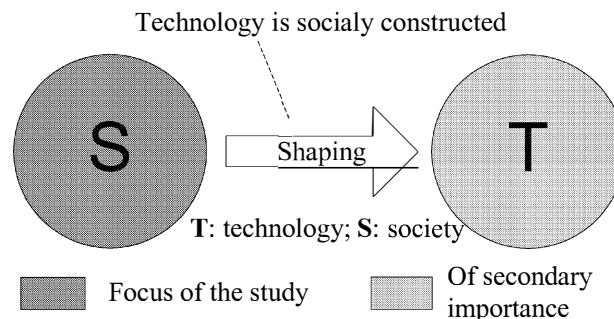 Technology is socialy constructed
S
Shaping
T
T: technology; S: society
Focus of the study
Of secondary
importance